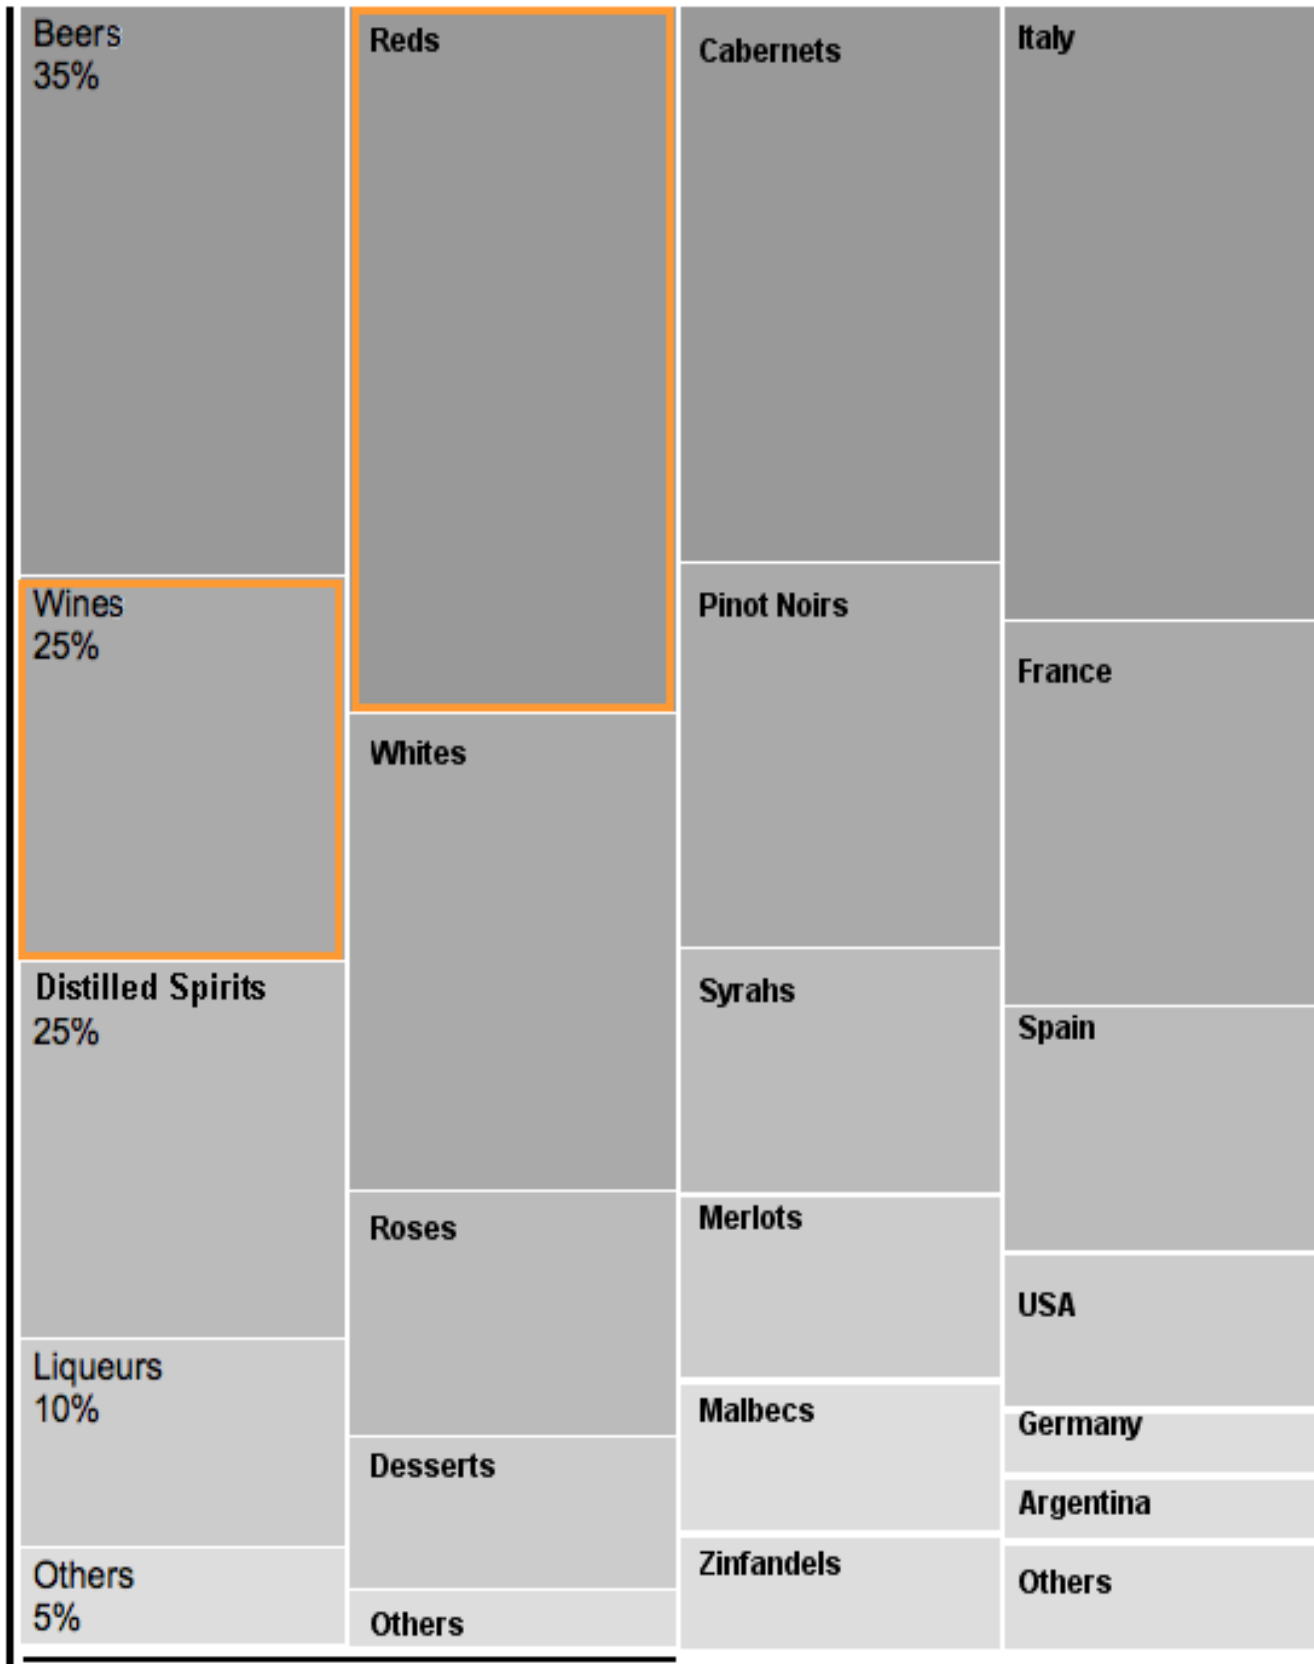 Beers
35%
Wines
25%
Distilled Spirits
25%
Liqueurs
10%
Others
5%
Reds
Whites
Roses
Desserts
Others
Cabernets
Pinot Noirs
Syrahs
Merlots
Malbecs
Zinfandels
Italy
France
Spain
USA
Germany
Argentina
Others